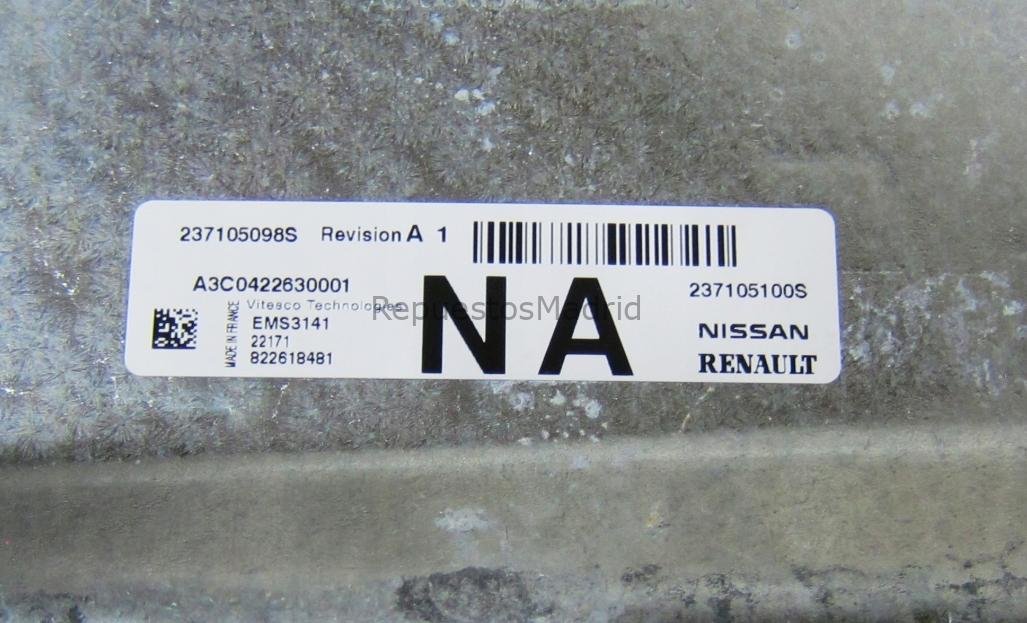 237105098S Revision A 1
A3C0422630001
Vitesco Technologies
MADE IN FRANCE
EMS3141
22171
822618481
NA
237105100S
NISSAN
RENAULT
RepuestosMadrid